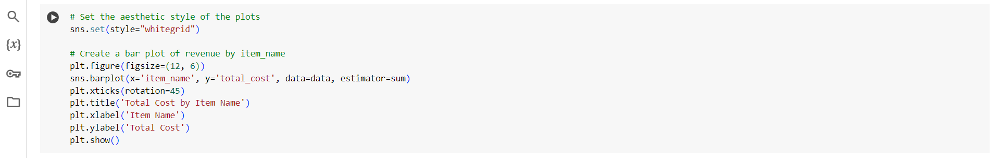 {x}
# Set the aesthetic style of the plots
sns.set(style="whitegrid")
# Create a bar plot of revenue by item_name
plt.figure(figsize=(12, 6))
sns.barplot(x='item_name', y='total_cost', data=data, estimator=sum)
plt.xticks(rotation=45)
plt.title('Total Cost by Item Name')
plt.xlabel('Item Name')
plt.ylabel('Total Cost')
plt.show()